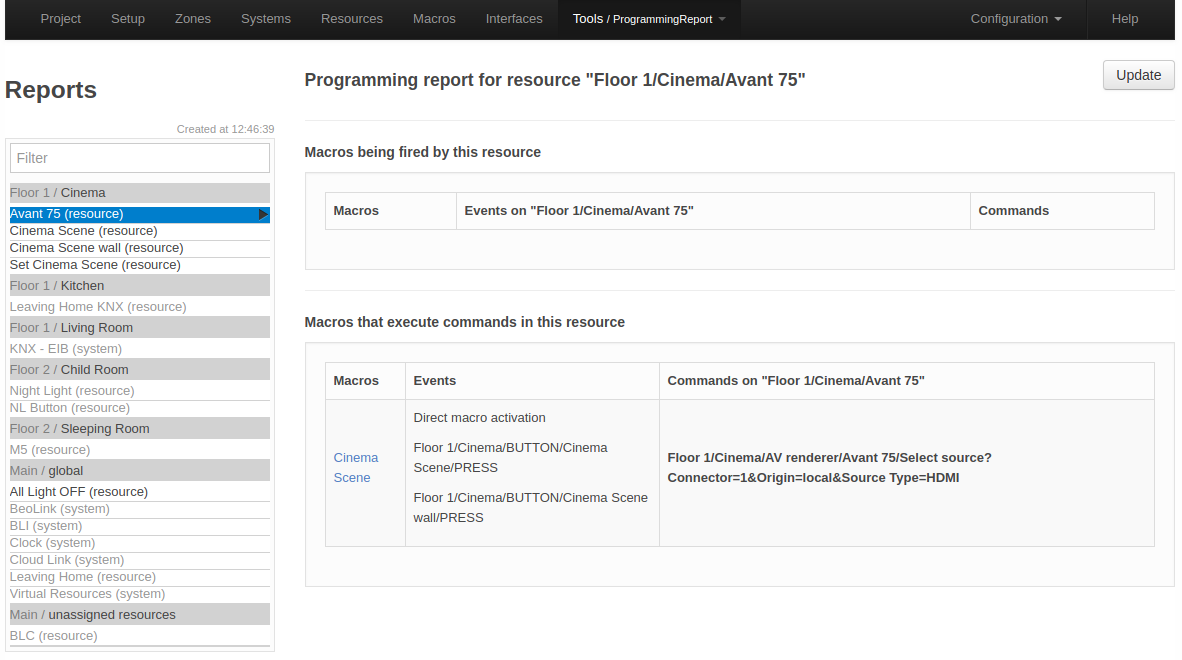 Project Setup Zones Systems Resources Macros Interfaces Tools / ProgrammingReport Configuration Help
Reports
Created at 12:46:39
Filter
Floor 1 / Cinema
Avant 75 (resource)
Cinema Scene (resource)
Cinema Scene wall (resource)
Set Cinema Scene (resource)
Floor 1 / Kitchen
Leaving Home KNX (resource)
Floor 1 / Living Room
KNX - EIB (system)
Floor 2 / Child Room
Night Light (resource)
NL Button (resource)
Floor 2 / Sleeping Room
M5 (resource)
Main / global
All Light OFF (resource)
BeoLink (system)
BLI (system)
Clock (system)
Cloud Link (system)
Leaving Home (resource)
Virtual Resources (system)
Main / unassigned resources
BLC (resource)
Programming report for resource "Floor 1/Cinema/Avant 75"
Update
Macros being fired by this resource
Macros Events on "Floor 1/Cinema/Avant 75" Commands
Macros that execute commands in this resource
Macros Events Commands on "Floor 1/Cinema/Avant 75"
Cinema
Scene
Direct macro activation
Floor 1/Cinema/BUTTON/Cinema
Scene/PRESS
Floor 1/Cinema/BUTTON/Cinema Scene
wall/PRESS
Floor 1/Cinema/AV renderer/Avant 75/Select source?
Connector=1&Origin=local&Source Type=HDMI